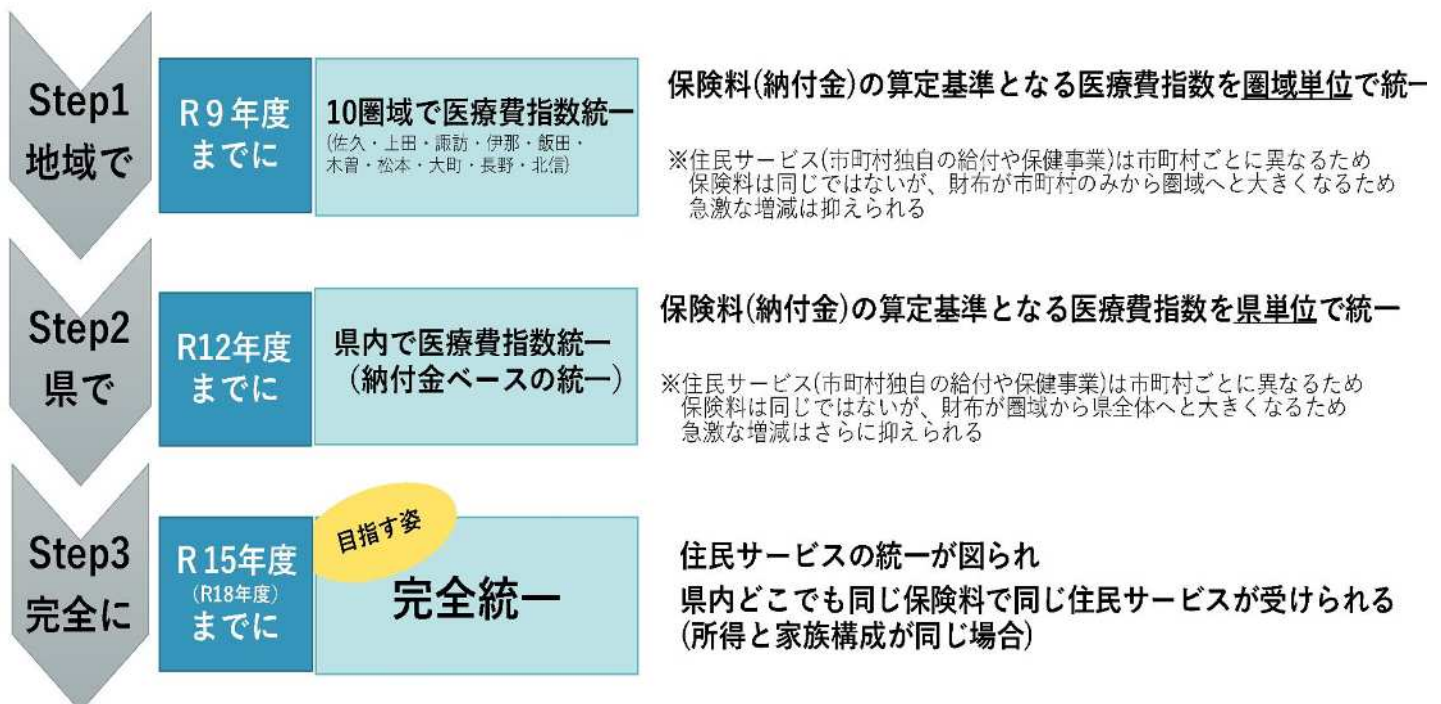 Step1
地域で
R9年度
までに
10圏域で医療費指数統一
(佐久・上田・諏訪・伊那・飯田・
木曽・松本・大町・長野・北信)
保険料(納付金)の算定基準となる医療費指数を圏域単位で統一
※住民サービス(市町村独自の給付や保健事業)は市町村ごとに異なるため
保険料は同じではないが、財布が市町村のみから圏域へと大きくなるため
急激な増減は抑えられる
Step2
県で
R12年度
までに
県内で医療費指数統一
(納付金ベースの統一)
保険料(納付金)の算定基準となる医療費指数を県単位で統一
※住民サービス(市町村独自の給付や保健事業)は市町村ごとに異なるため
保険料は同じではないが、財布が圏域から県全体へと大きくなるため
急激な増減はさらに抑えられる
Step3
完全に
R15年度
(R18年度)
までに
目指す姿
完全統一
住民サービスの統一が図られ
県内どこでも同じ保険料で同じ住民サービスが受けられる
(所得と家族構成が同じ場合)